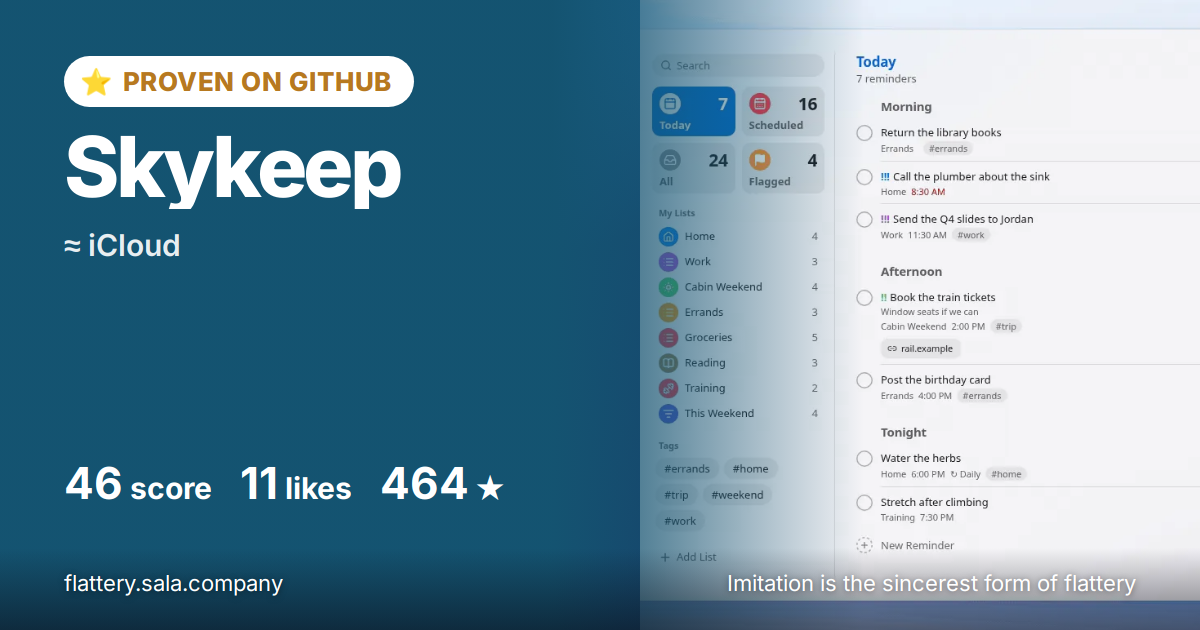 ⭐ PROVEN ON GITHUB
Skykeep
≈ iCloud
46 score 11 likes 464 ★
flattery.sala.company
Search
7
Today
16
Scheduled
24
All
4
Flagged
My Lists
Home 4
Work 3
Cabin Weekend 4
Errands 3
Groceries 5
Reading 3
Training 2
This Weekend 4
Tags
#errands #home
#trip #weekend
#work
+ Add List
Today
7 reminders
Morning
Return the library books
Errands #errands
!!! Call the plumber about the sink
Home 8:30 AM
!!! Send the Q4 slides to Jordan
Work 11:30 AM #work
Afternoon
!! Book the train tickets
Window seats if we can
Cabin Weekend 2:00 PM #trip
rail.example
Post the birthday card
Errands 4:00 PM #errands
Tonight
Water the herbs
Home 6:00 PM ↻ Daily #home
Stretch after climbing
Training 7:30 PM
New Reminder
Imitation is the sincerest form of flattery